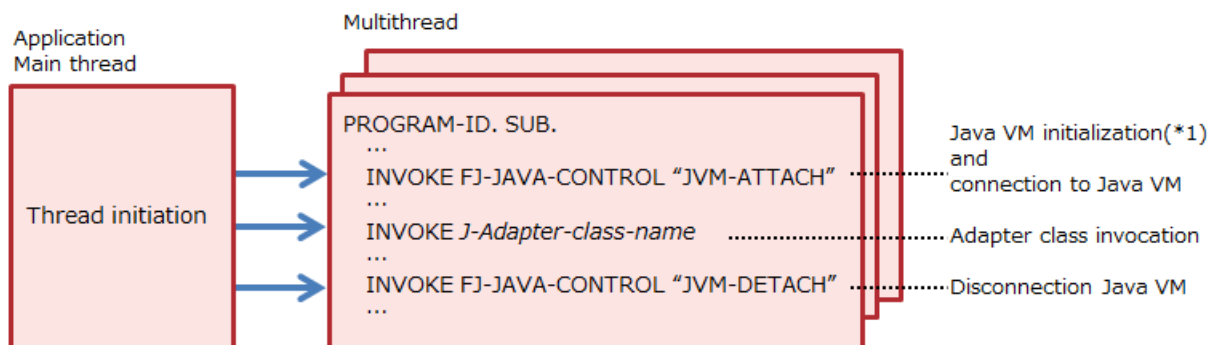 Application
Main thread
Thread initiation
Multithread
PROGRAM-ID. SUB.
...
INVOKE FJ-JAVA-CONTROL “JVM-ATTACH”
...
INVOKE J-Adapter-class-name
...
INVOKE FJ-JAVA-CONTROL “JVM-DETACH”
...
Java VM initialization(*1)
and
connection to Java VM
Adapter class invocation
Disconnection Java VM